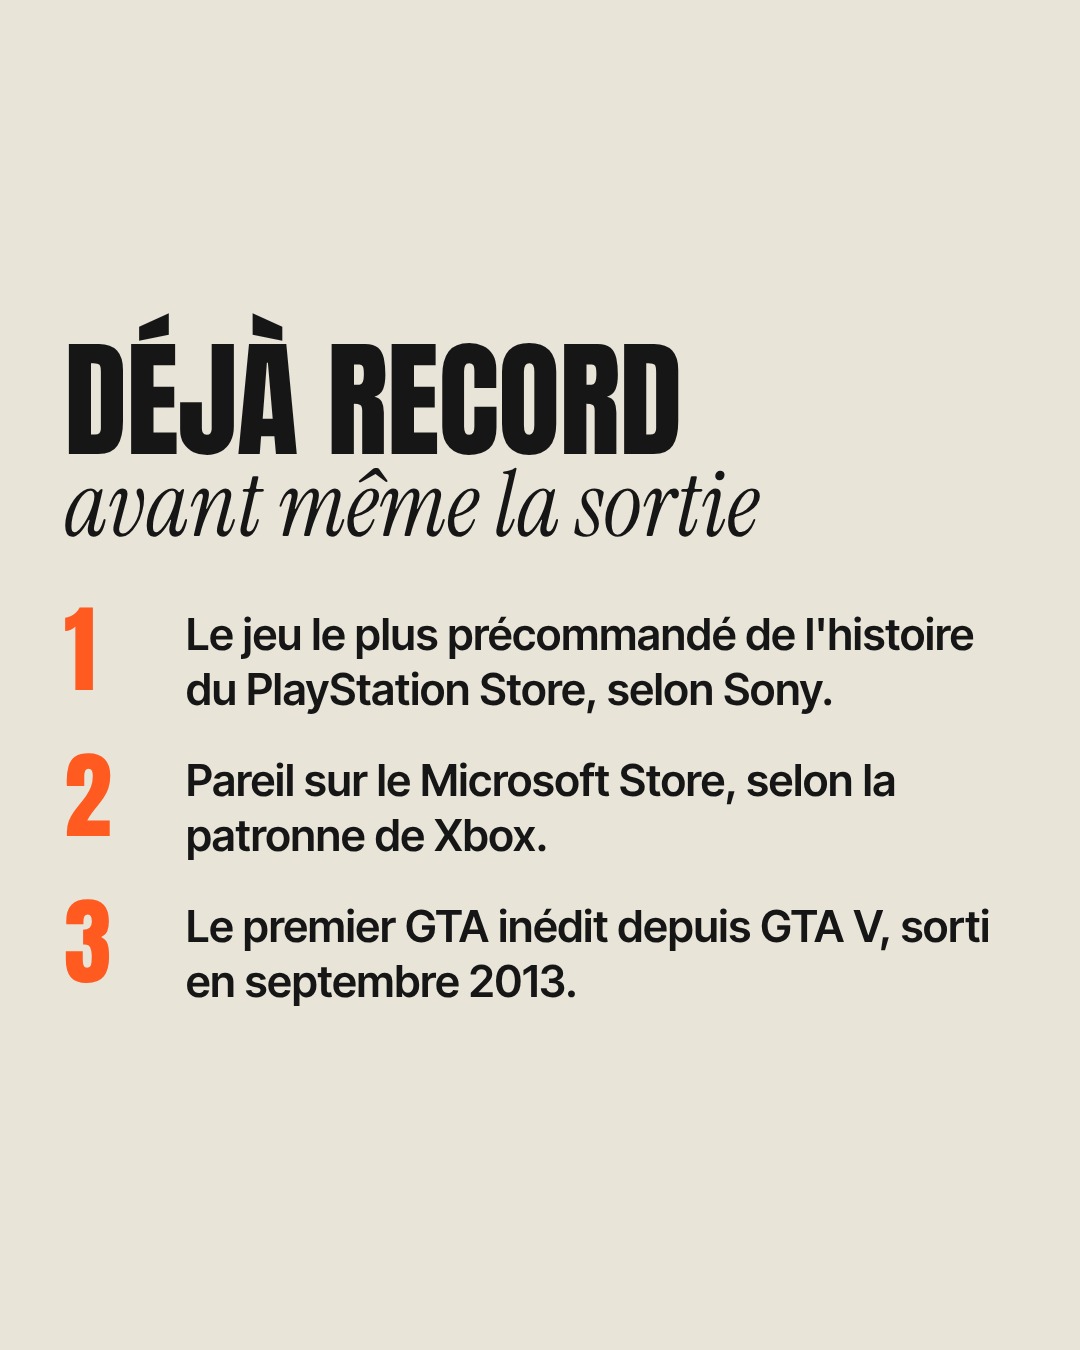 DÉJÀ RECORD
avant même la sortie
1
Le jeu le plus précommandé de l'histoire
du PlayStation Store, selon Sony.
2
Pareil sur le Microsoft Store, selon la
patronne de Xbox.
3
Le premier GTA inédit depuis GTA V, sorti
en septembre 2013.